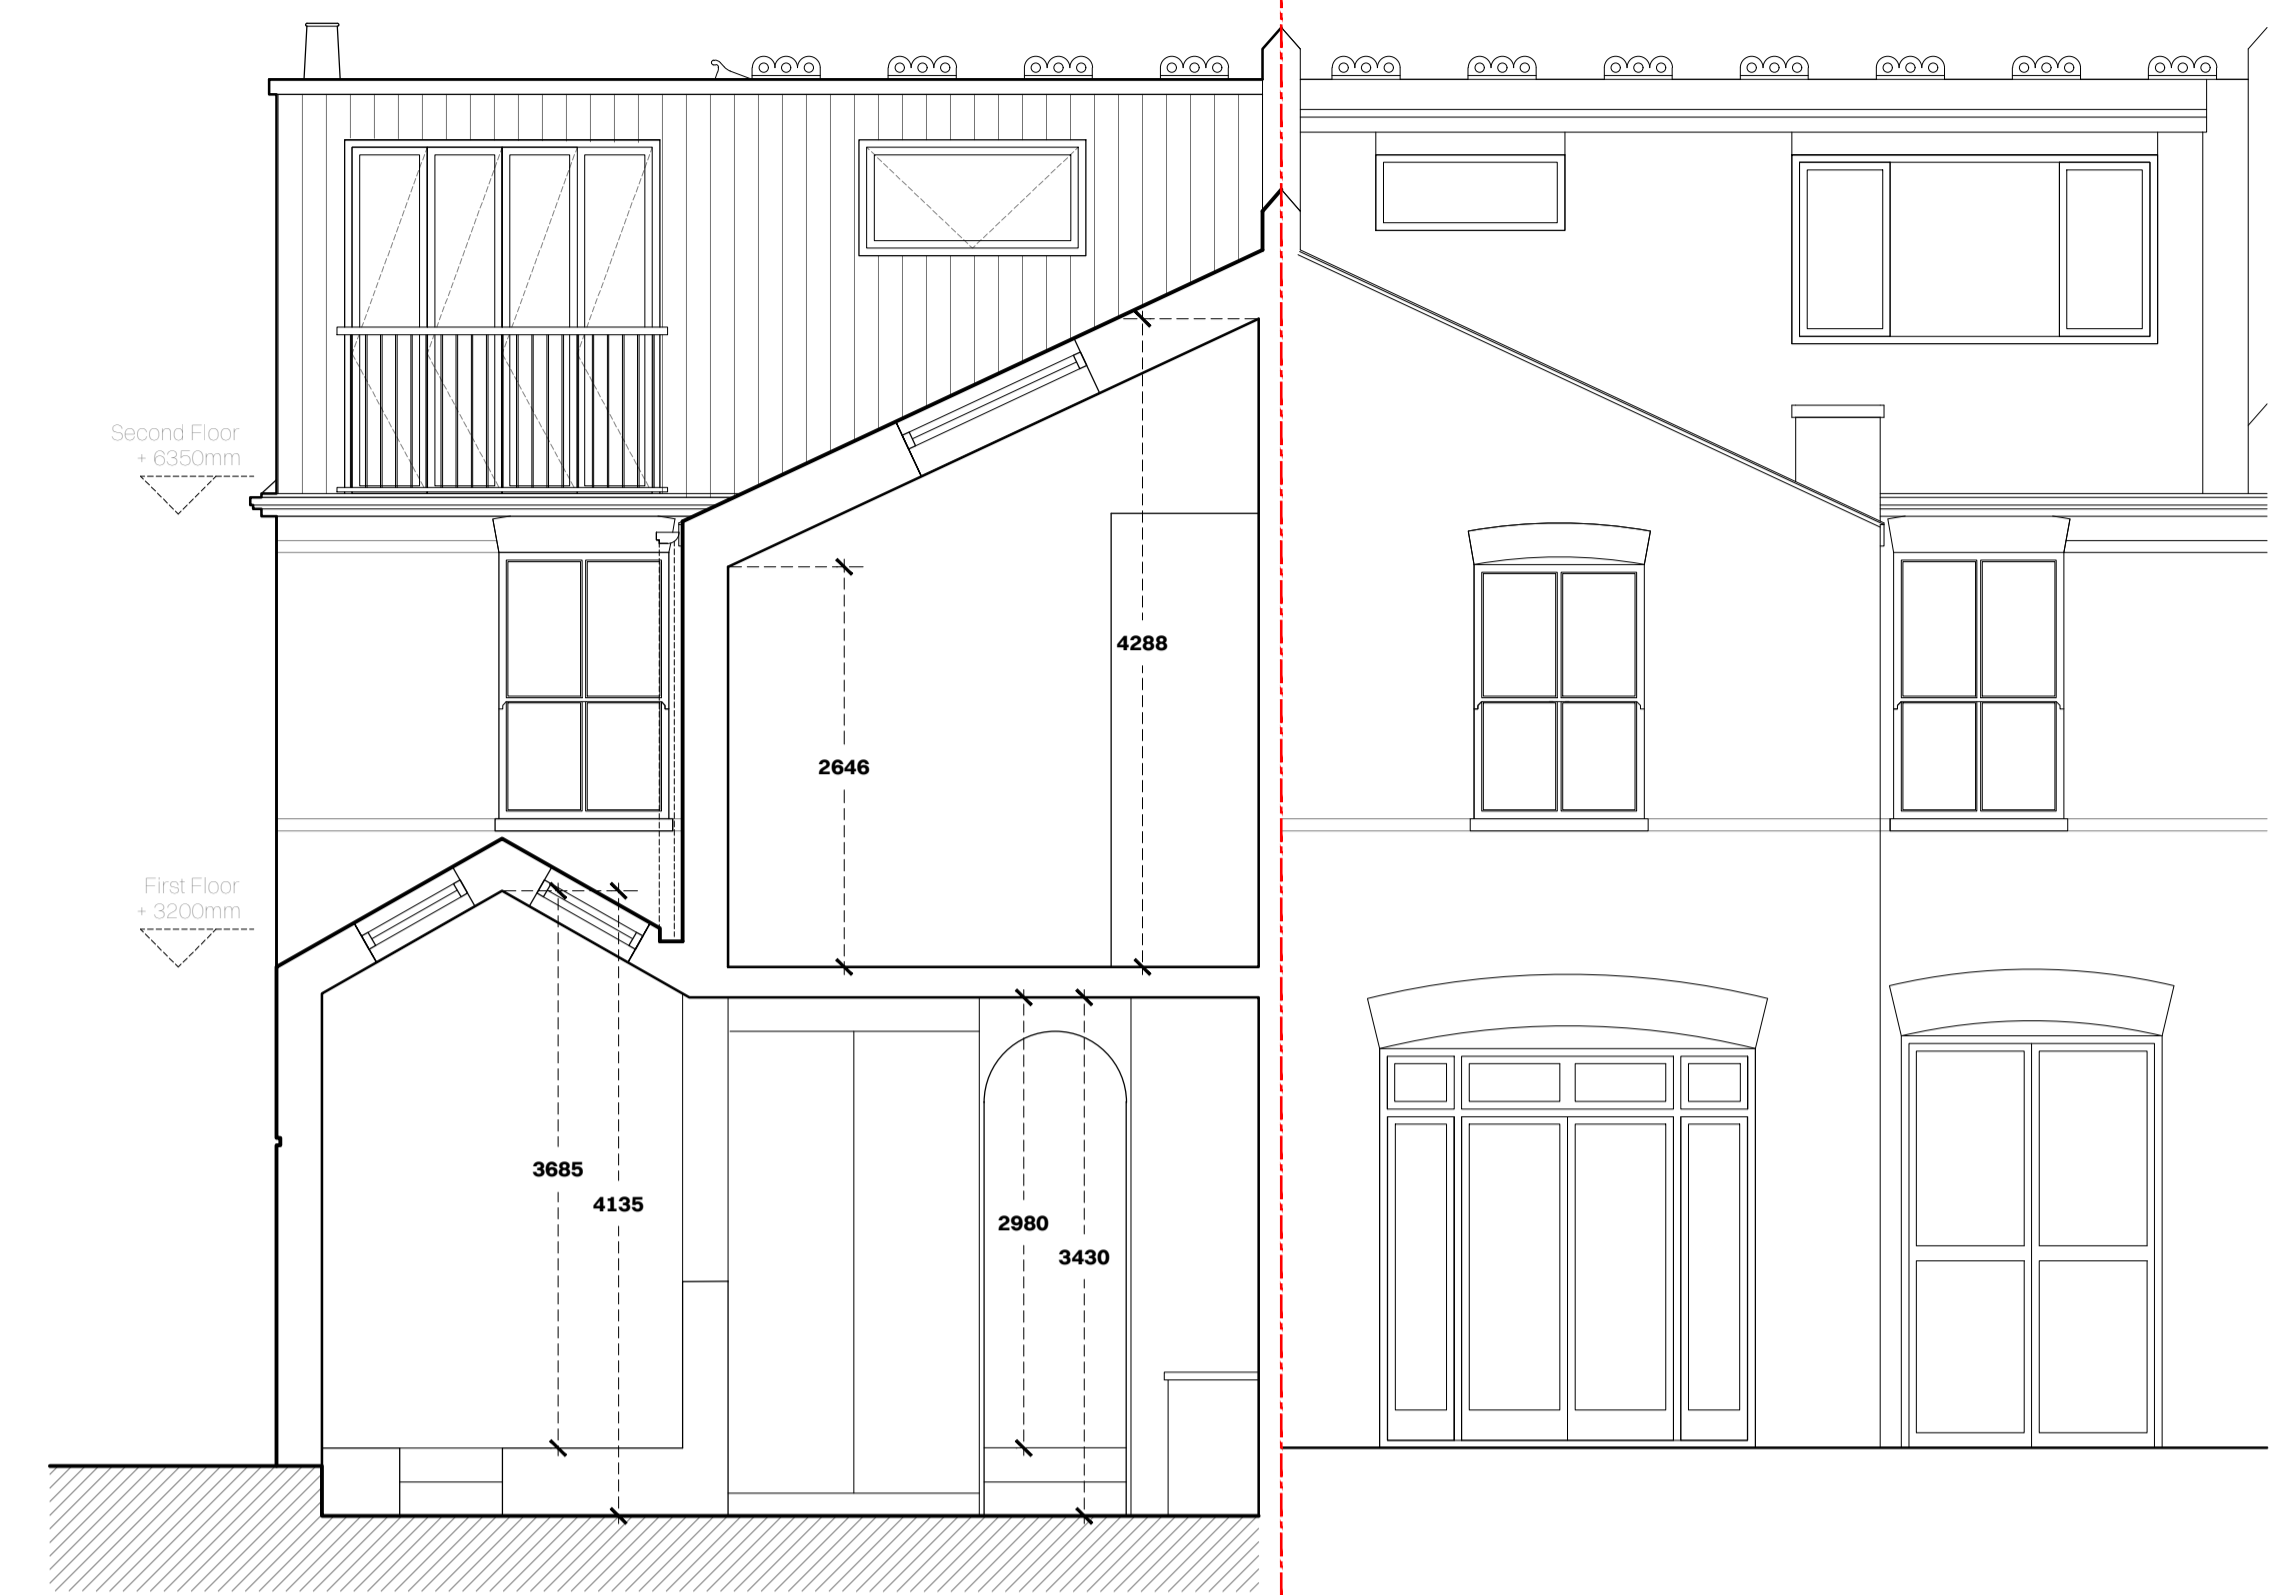 Second Floor
+ 6350mm
4288
2646
First Floor
+ 3200mm
3685
4135
2980
3430